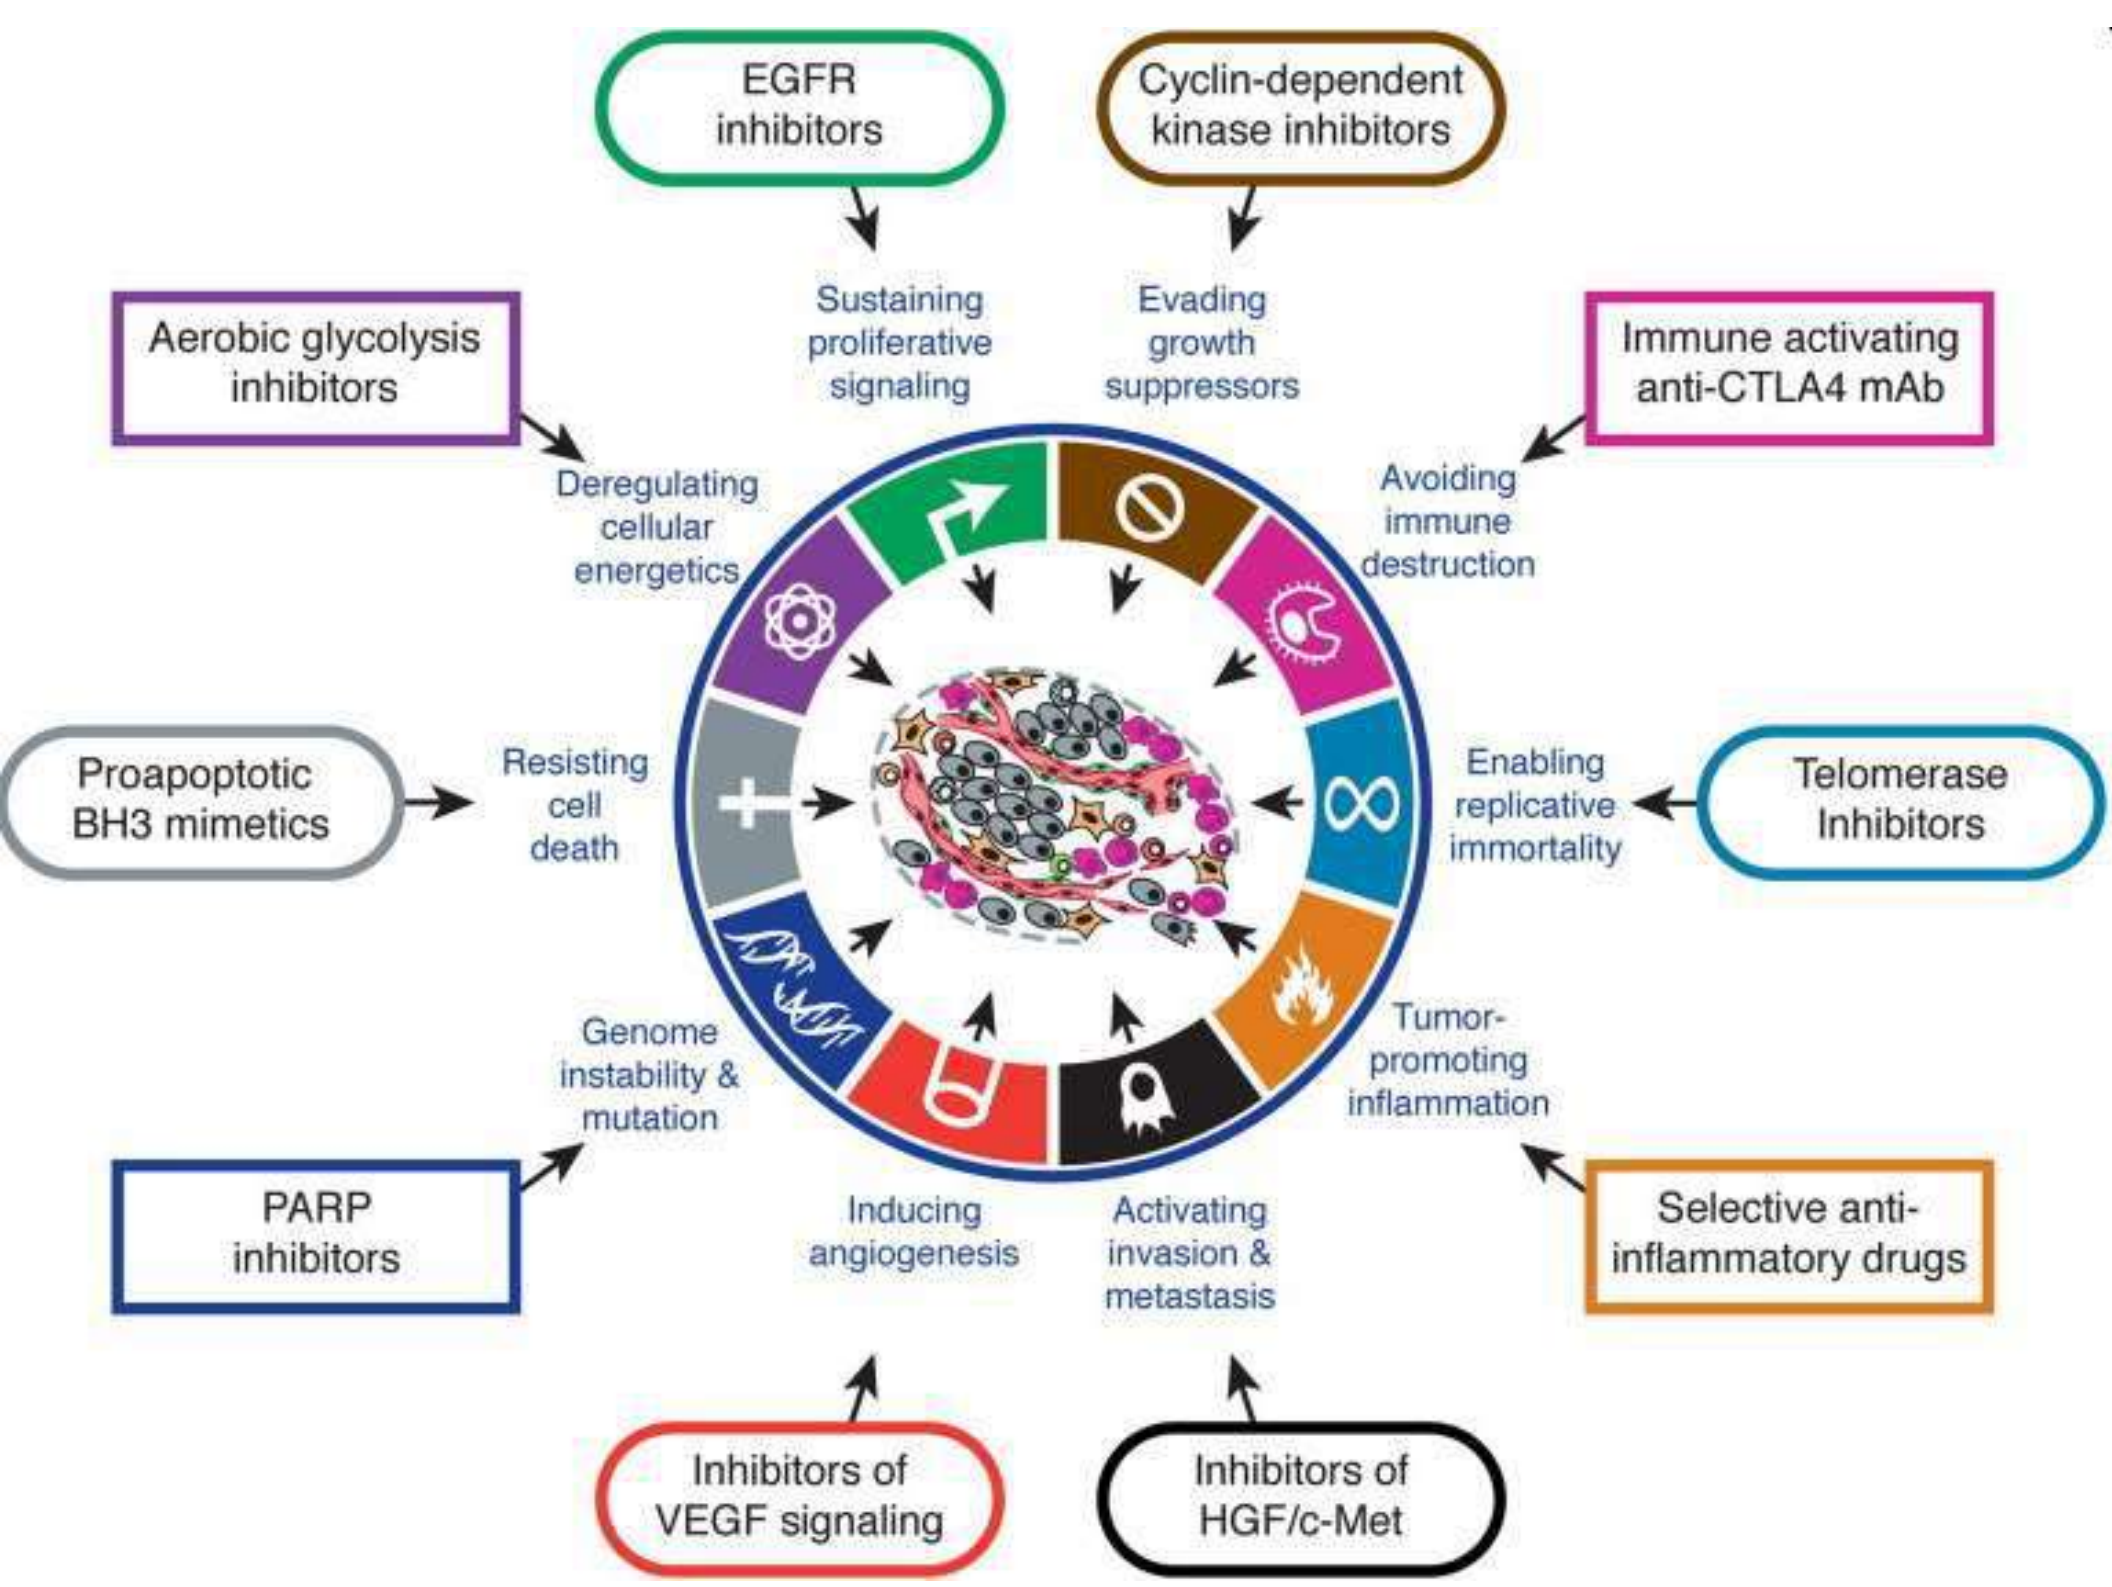 EGFR
inhibitors
Cyclin-dependent
kinase inhibitors
Sustaining
proliferative
signaling
Evading
growth
suppressors
Aerobic glycolysis
inhibitors
Immune activating
anti-CTLA4 mAb
Deregulating
cellular
energetics
Avoiding
immune
destruction
Proapoptotic
BH3 mimetics
Resisting
cell
death
Enabling
replicative
immortality
Telomerase
Inhibitors
Genome
instability &
mutation
Tumor-
promoting
inflammation
PARP
inhibitors
Inducing
angiogenesis
Activating
invasion &
metastasis
Selective anti-
inflammatory drugs
Inhibitors of
VEGF signaling
Inhibitors of
HGF/c-Met